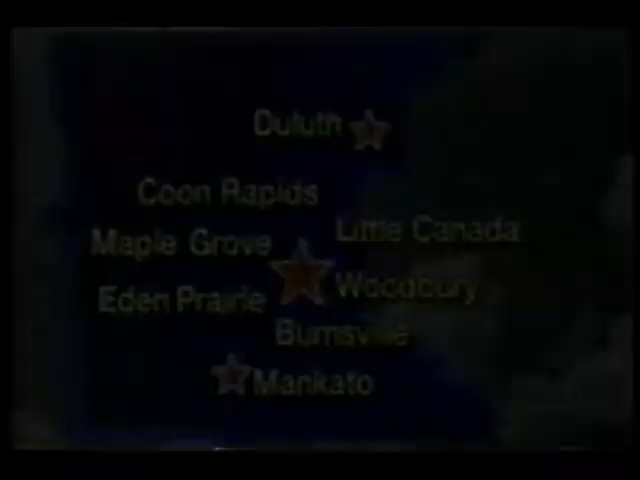 Duluth
Coon Rapids
Maple Grove
Little Canada
Eden Prairie
Woodbury
Burnsville
Mankato